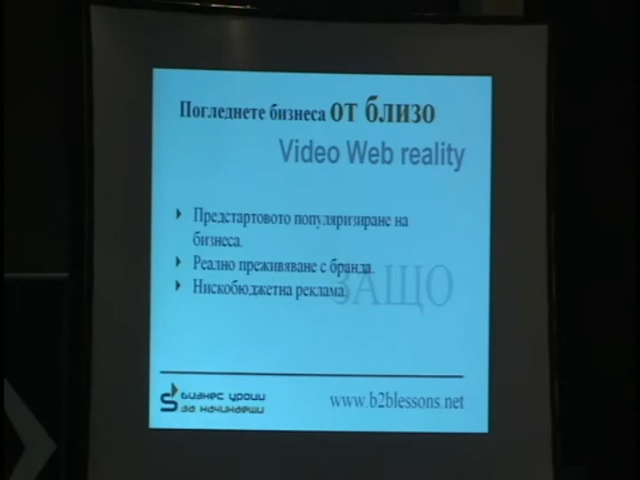 Погледнете бизнеса от близо
Video Web reality
Предстартовото популяризиране на
бизнеса.
Реално преживяване с бранда.
Нискобюджетна реклама.
ЗАЩО
бизнес уроци
за начинаещи
www.b2blessons.net